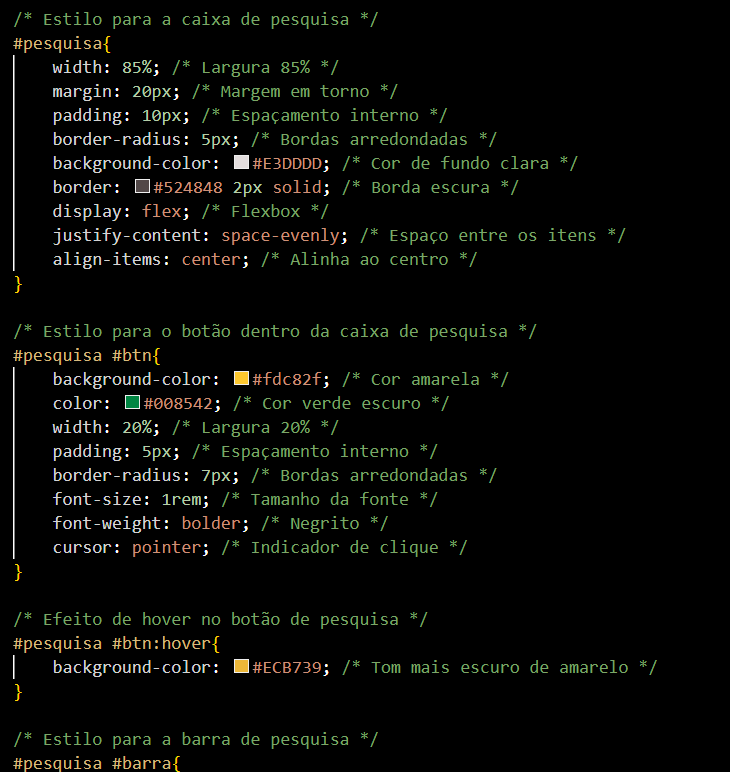 /* Estilo para a caixa de pesquisa */
#pesquisa{
width: 85%; /* Largura 85% */
margin: 20px; /* Margem em torno */
padding: 10px; /* Espaçamento interno */
border-radius: 5px; /* Bordas arredondadas */
background-color: #E3DDDD; /* Cor de fundo clara */
border: #524848 2px solid; /* Borda escura */
display: flex; /* Flexbox */
justify-content: space-evenly; /* Espaço entre os itens */
align-items: center; /* Alinha ao centro */
}
/* Estilo para o botão dentro da caixa de pesquisa */
#pesquisa #btn{
background-color: #fdc82f; /* Cor amarela */
color: #008542; /* Cor verde escuro */
width: 20%; /* Largura 20% */
padding: 5px; /* Espaçamento interno */
border-radius: 7px; /* Bordas arredondadas */
font-size: 1rem; /* Tamanho da fonte */
font-weight: bolder; /* Negrito */
cursor: pointer; /* Indicador de clique */
}
/* Efeito de hover no botão de pesquisa */
#pesquisa #btn:hover{
background-color: #ECB739; /* Tom mais escuro de amarelo */
}
/* Estilo para a barra de pesquisa */
#pesquisa #barra{